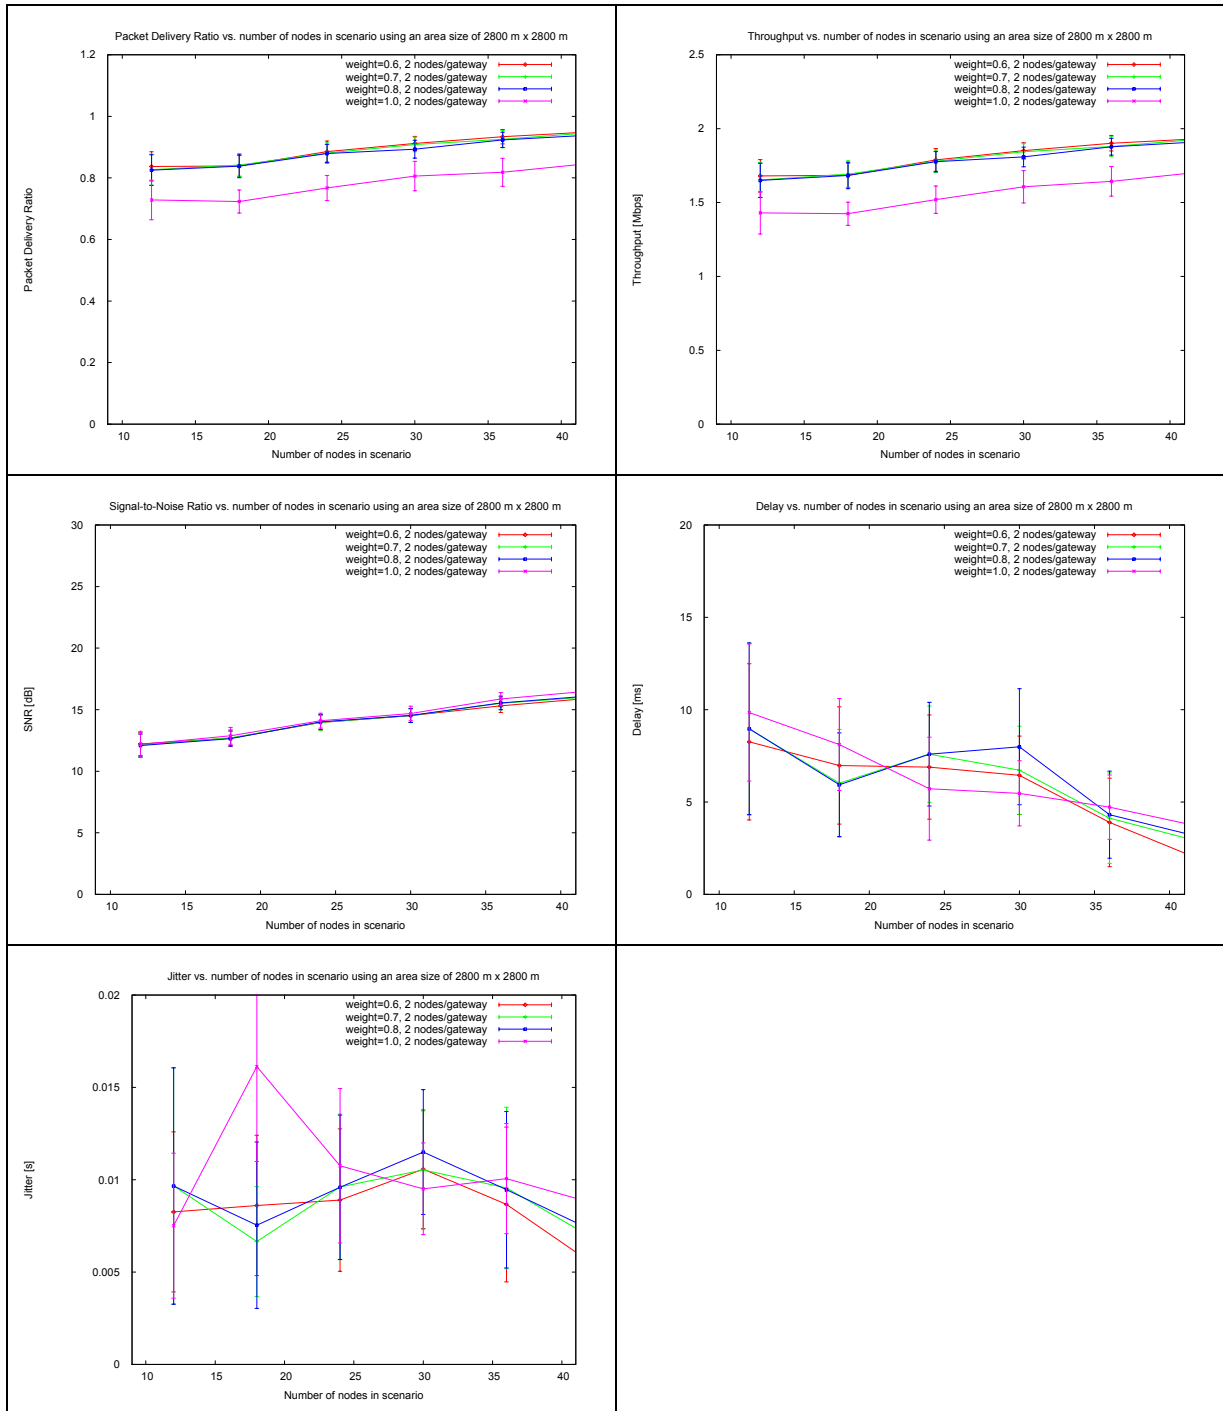 Packet Delivery Ratio vs. number of nodes in scenario using an area size of 2800 m x 2800 m
1.2
1
0.8
0.6
0.4
0.2
0
weight=0.6, 2 nodes/gateway
weight=0.7, 2 nodes/gateway
weight=0.8, 2 nodes/gateway
weight=1.0, 2 nodes/gateway
Packet Delivery Ratio
10 15 20 25 30 35 40
Number of nodes in scenario
Throughput vs. number of nodes in scenario using an area size of 2800 m x 2800 m
2.5
2
1.5
1
0.5
0
weight=0.6, 2 nodes/gateway
weight=0.7, 2 nodes/gateway
weight=0.8, 2 nodes/gateway
weight=1.0, 2 nodes/gateway
Throughput [Mbps]
10 15 20 25 30 35 40
Number of nodes in scenario
Signal-to-Noise Ratio vs. number of nodes in scenario using an area size of 2800 m x 2800 m
30
25
20
15
10
5
0
weight=0.6, 2 nodes/gateway
weight=0.7, 2 nodes/gateway
weight=0.8, 2 nodes/gateway
weight=1.0, 2 nodes/gateway
SNR [dB]
10 15 20 25 30 35 40
Number of nodes in scenario
Delay vs. number of nodes in scenario using an area size of 2800 m x 2800 m
20
15
10
5
0
weight=0.6, 2 nodes/gateway
weight=0.7, 2 nodes/gateway
weight=0.8, 2 nodes/gateway
weight=1.0, 2 nodes/gateway
Delay [ms]
10 15 20 25 30 35 40
Number of nodes in scenario
Jitter vs. number of nodes in scenario using an area size of 2800 m x 2800 m
0.02
0.015
0.01
0.005
0
weight=0.6, 2 nodes/gateway
weight=0.7, 2 nodes/gateway
weight=0.8, 2 nodes/gateway
weight=1.0, 2 nodes/gateway
Jitter [s]
10 15 20 25 30 35 40
Number of nodes in scenario